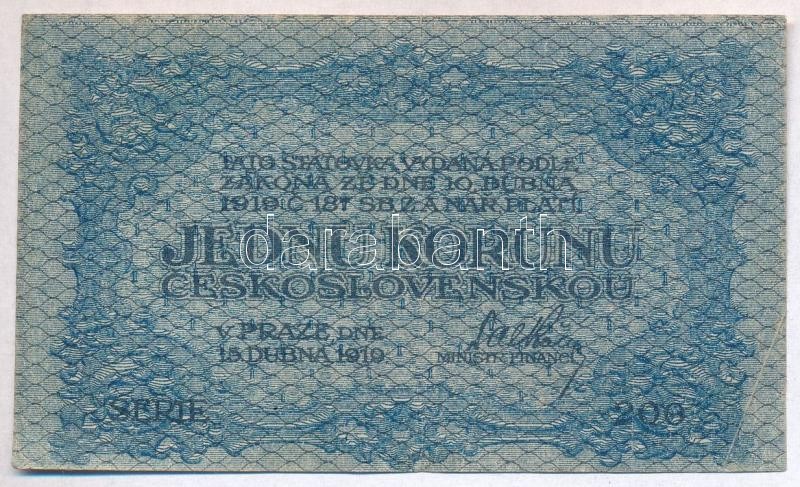 TATO STÁTOVKA VYDANÁ PODLE
ZÁKONA ZE DNE 10. DUBNA
1919 Č. 187 SB. Z. A NAŘ. PLATÍ
JEDNU KORUNU
ČESKOSLOVENSKOU
V PRAZE, DNE
15. DUBNA 1919
MINISTR FINANCÍ
SERIE 200
darabanth